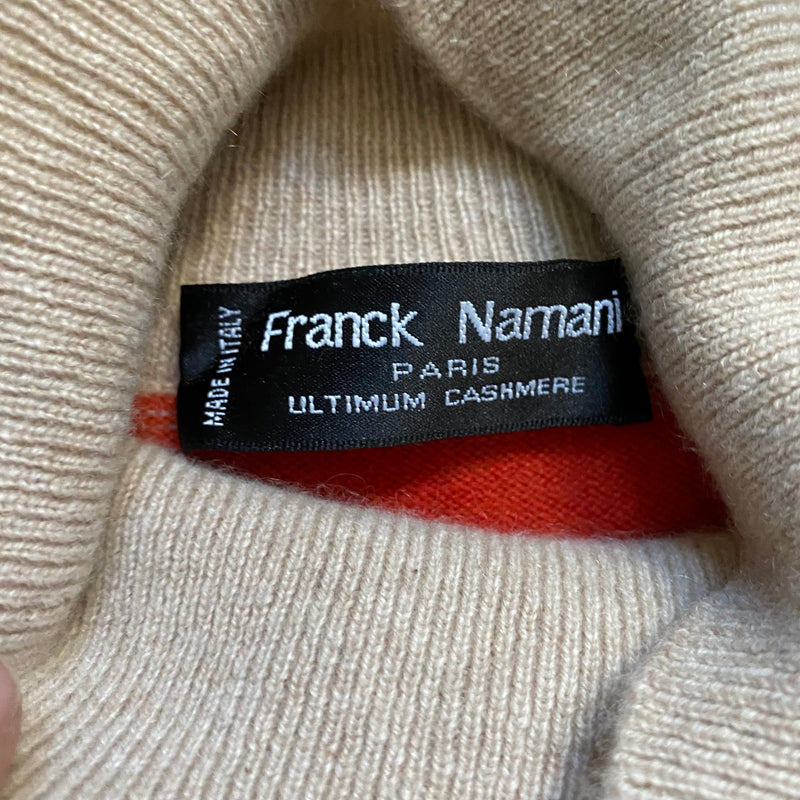 MADE IN ITALY
Franck Namani
PARIS
ULTIMUM CASHMERE